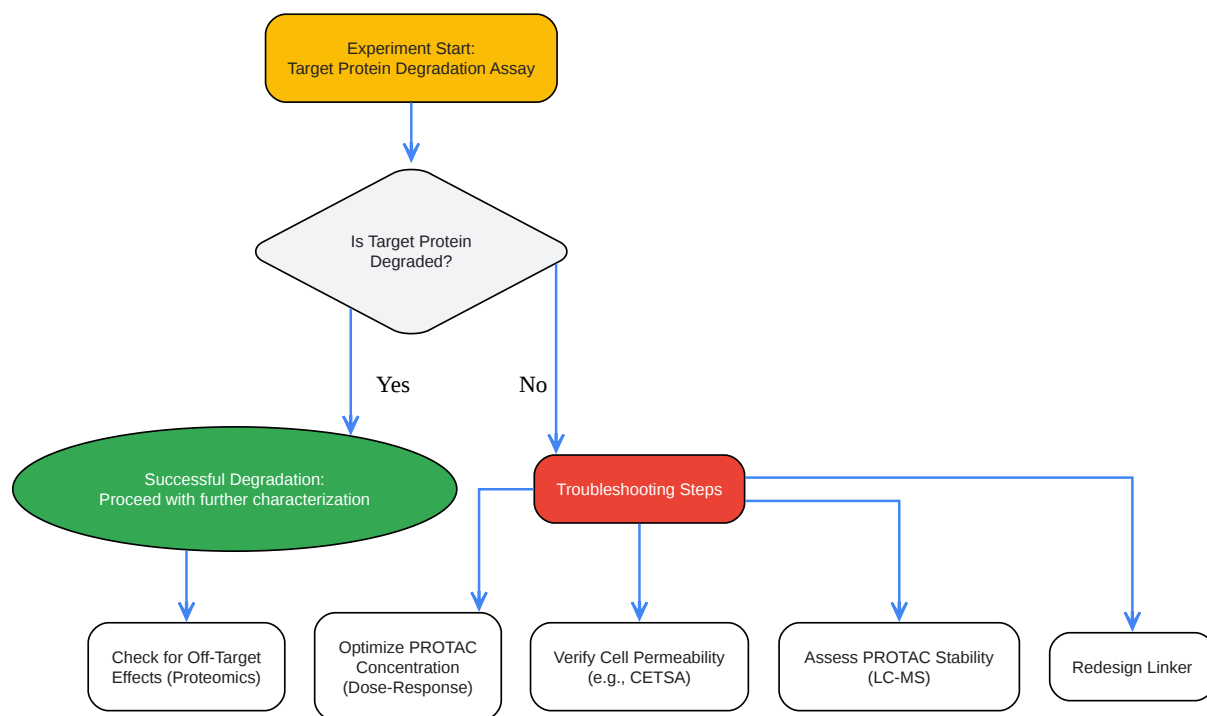 Experiment Start:
Target Protein Degradation Assay
Is Target Protein
Degraded?
Yes
No
Successful Degradation:
Proceed with further characterization
Troubleshooting Steps
Check for Off-Target
Effects (Proteomics)
Optimize PROTAC
Concentration
(Dose-Response)
Verify Cell Permeability
(e.g., CETSA)
Assess PROTAC Stability
(LC-MS)
Redesign Linker